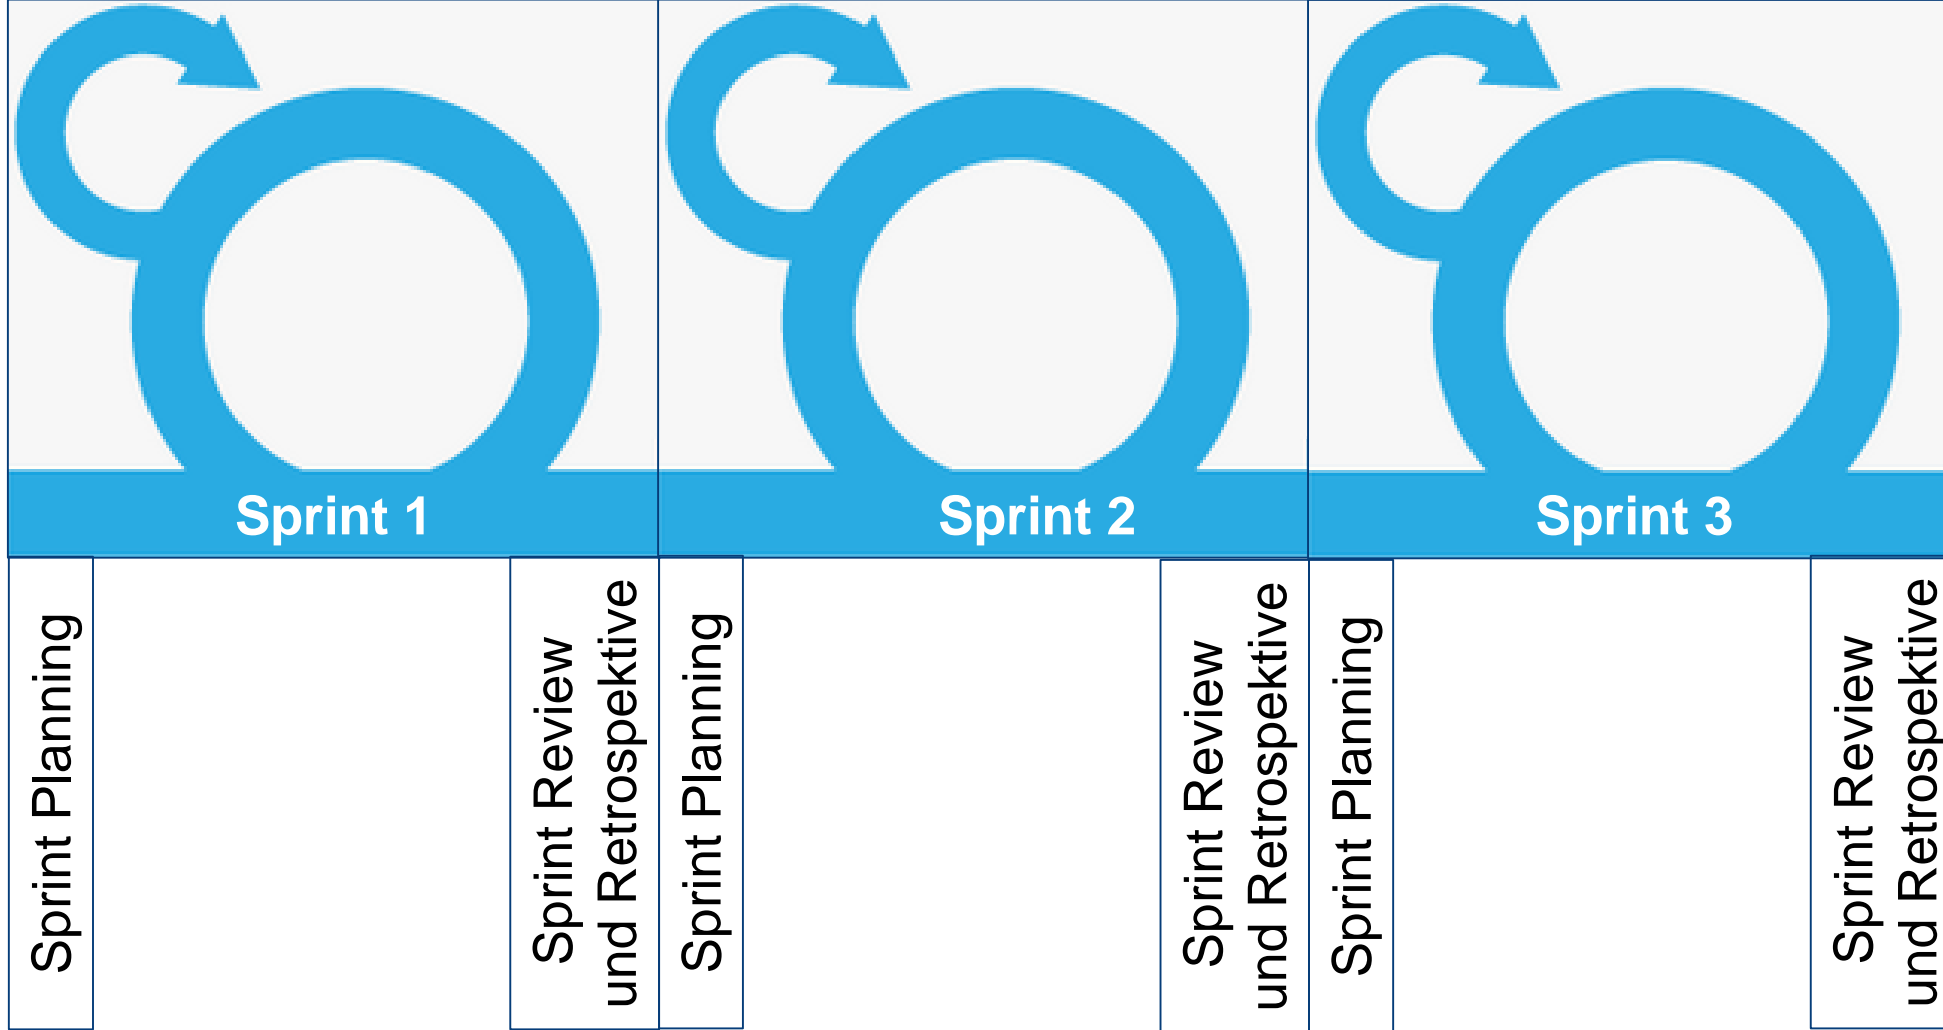 Sprint 1
Sprint 2
Sprint 3
Sprint Planning
Sprint Review
und Retrospektive
Sprint Planning
Sprint Review
und Retrospektive
Sprint Planning
Sprint Review
und Retrospektive